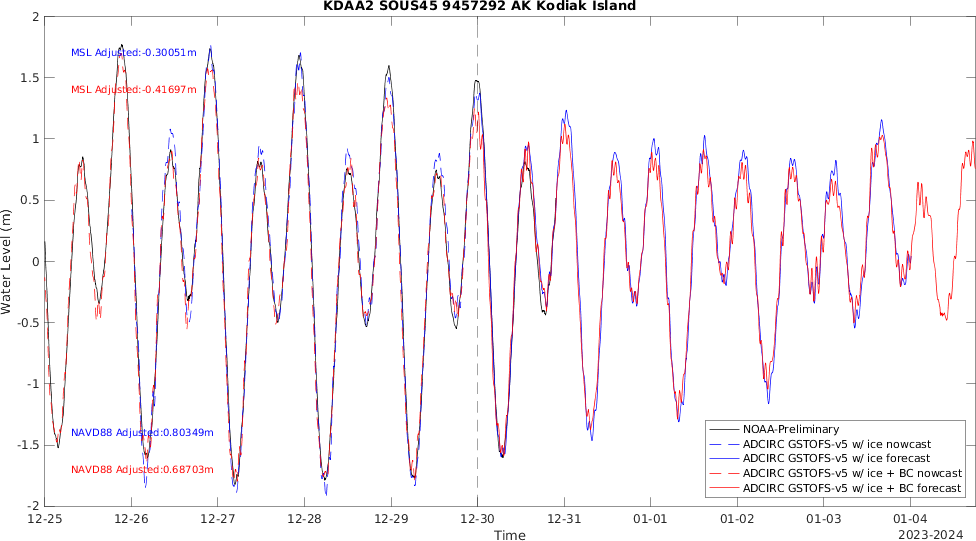 KDAA2 SOUS45 9457292 AK Kodiak Island
2
1.5
1
0.5
0
-0.5
-1
-1.5
-2
Water Level (m)
MSL Adjusted:-0.30051m
MSL Adjusted:-0.41697m
NAVD88 Adjusted:0.80349m
NAVD88 Adjusted:0.68703m
NOAA-Preliminary
ADCIRC GSTOFS-v5 w/ ice nowcast
ADCIRC GSTOFS-v5 w/ ice forecast
ADCIRC GSTOFS-v5 w/ ice + BC nowcast
ADCIRC GSTOFS-v5 w/ ice + BC forecast
12-25 12-26 12-27 12-28 12-29 12-30 12-31 01-01 01-02 01-03 01-04
Time
2023-2024